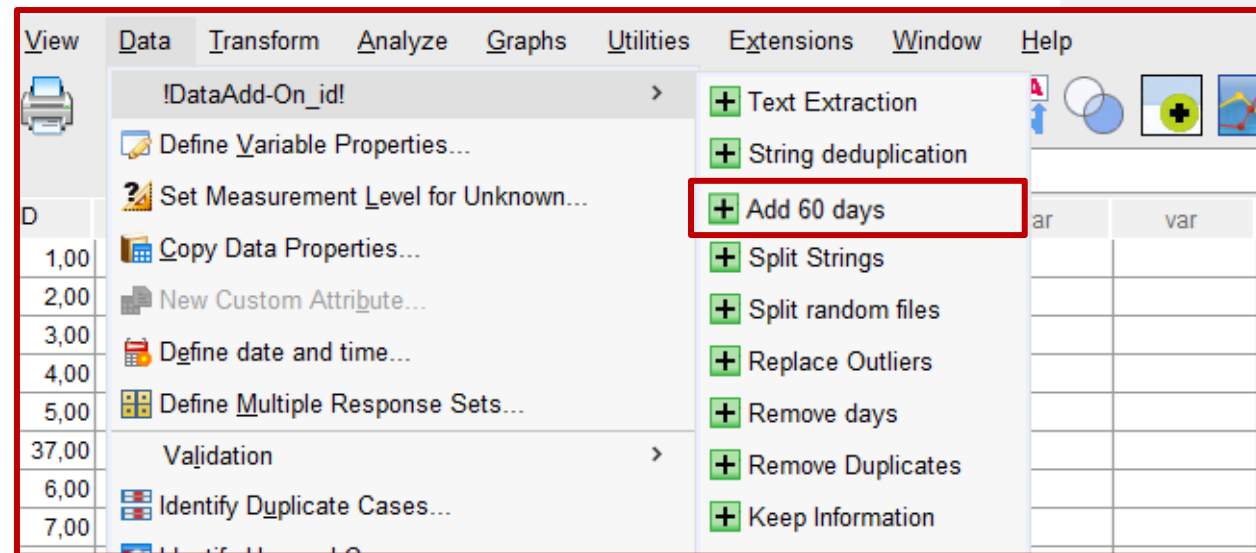 View Data Transform Analyze Graphs Utilities Extensions Window Help
!DataAdd-On_id!
Define Variable Properties...
Set Measurement Level for Unknown...
Copy Data Properties...
New Custom Attribute...
Define date and time...
Define Multiple Response Sets...
Validation
Identify Duplicate Cases...
Text Extraction
String deduplication
Add 60 days
Split Strings
Split random files
Replace Outliers
Remove days
Remove Duplicates
Keep Information
A
D
1,00
2,00
3,00
4,00
5,00
37,00
6,00
7,00
ar var